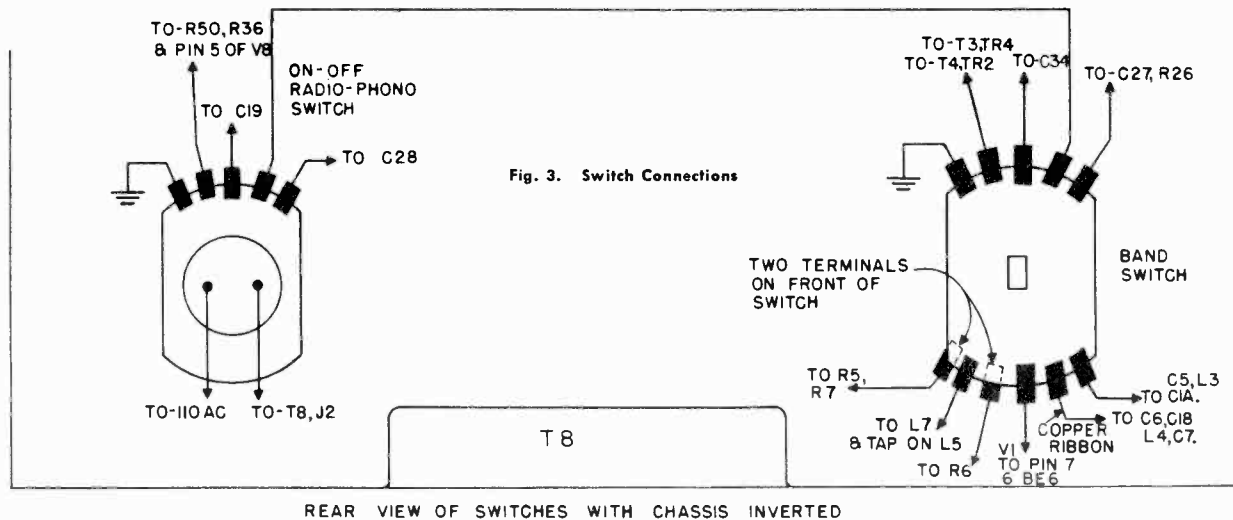 TO-R50, R36
& PIN 5 OF V8
ON-OFF
RADIO-PHONO
SWITCH
TO C19
TO C28
Fig. 3. Switch Connections
TO-T3, TR4
TO-T4, TR2
TO-C34
TO-C27, R26
TWO TERMINALS
ON FRONT OF
SWITCH
BAND
SWITCH
TO-110 AC
TO-T8, J2
T8
TO R5,
R7
TO L7
& TAP ON L5
TO R6
V1
TO PIN 7
6 BE6
COPPER
RIBBON
TO C6, C18
L4, C7.
C5, L3
TO C1A.
REAR VIEW OF SWITCHES WITH CHASSIS INVERTED